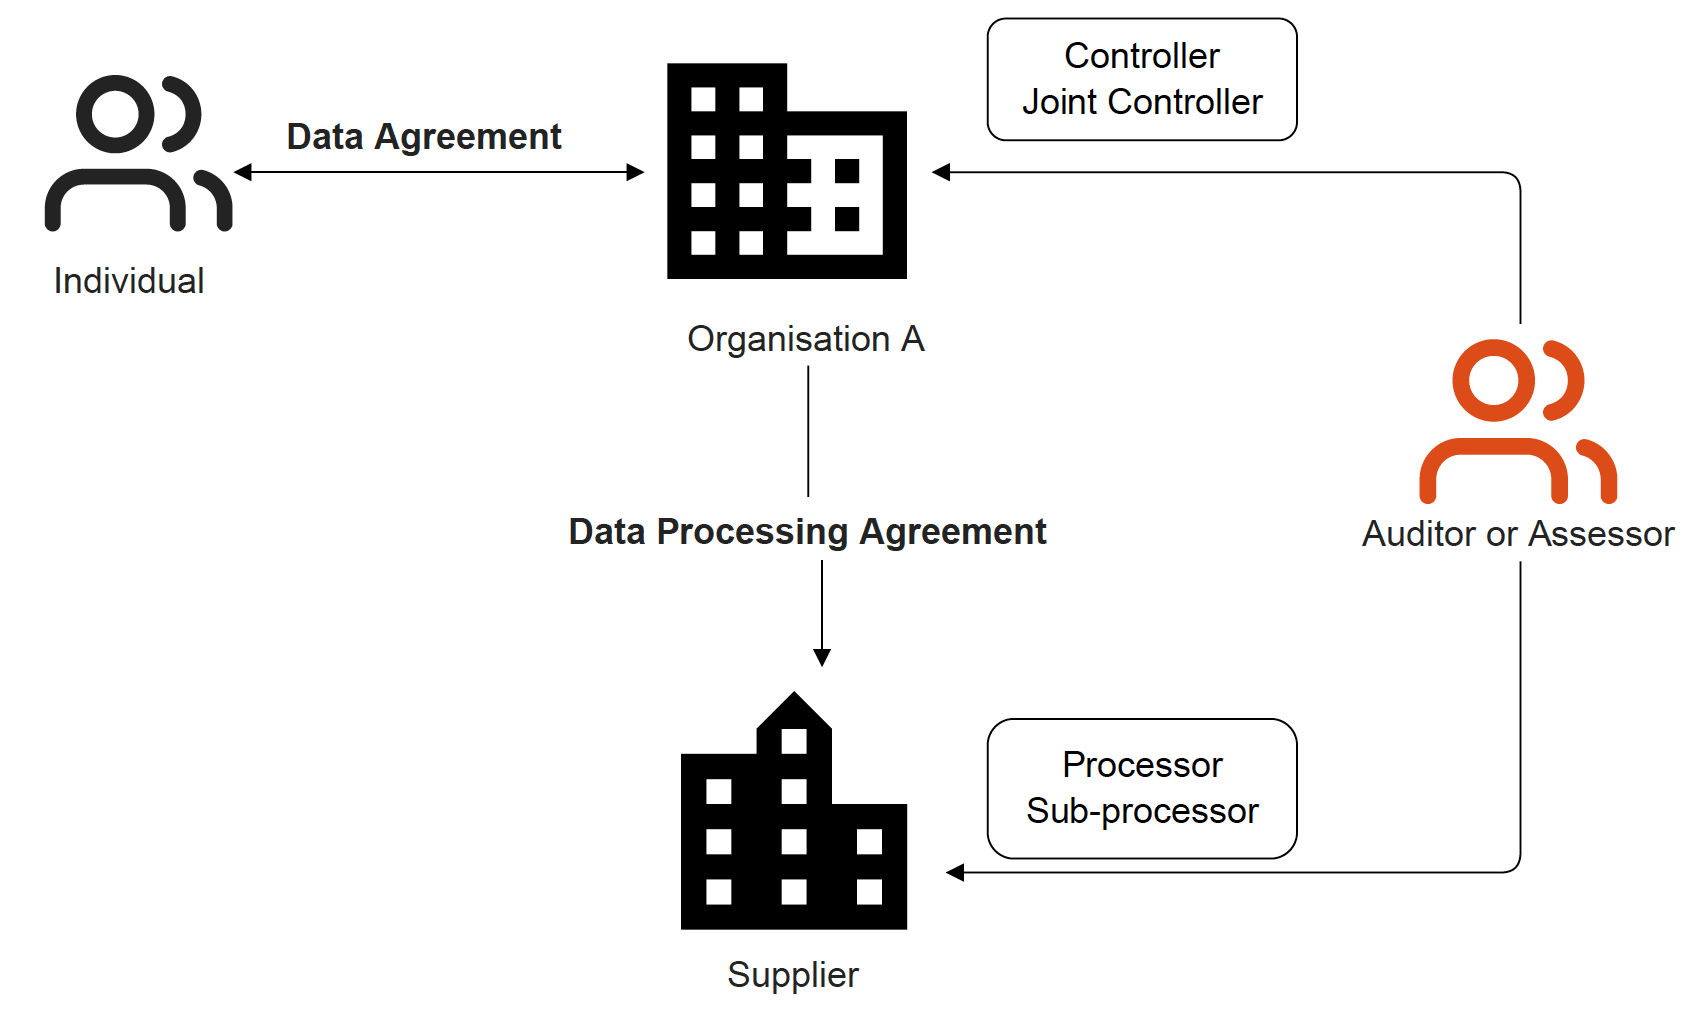 Controller
Joint Controller
Data Agreement
Individual
Organisation A
Data Processing Agreement
Auditor or Assessor
Processor
Sub-processor
Supplier